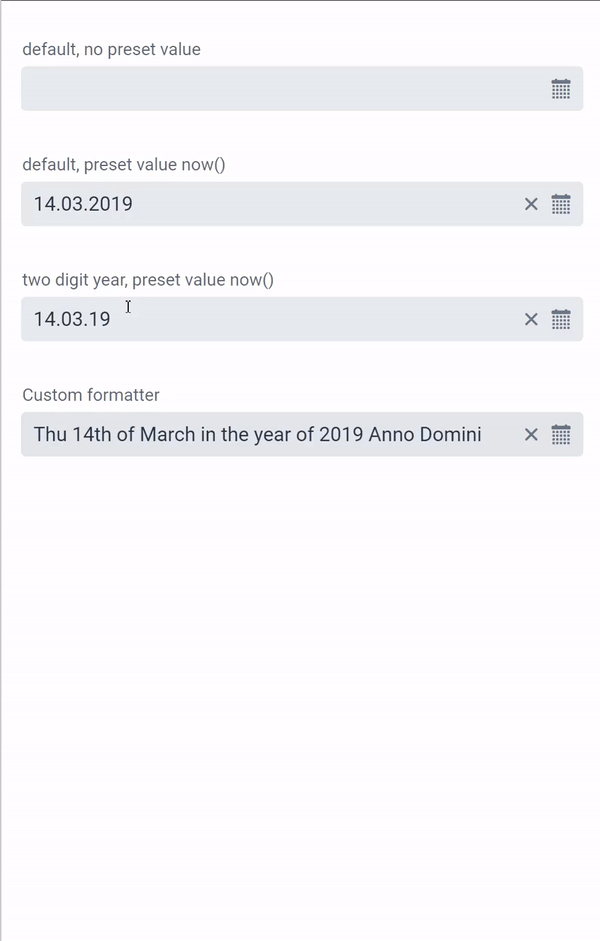 default, no preset value
default, preset value now()
14.03.2019
two digit year, preset value now()
14.03.19
Custom formatter
Thu 14th of March in the year of 2019 Anno Domini